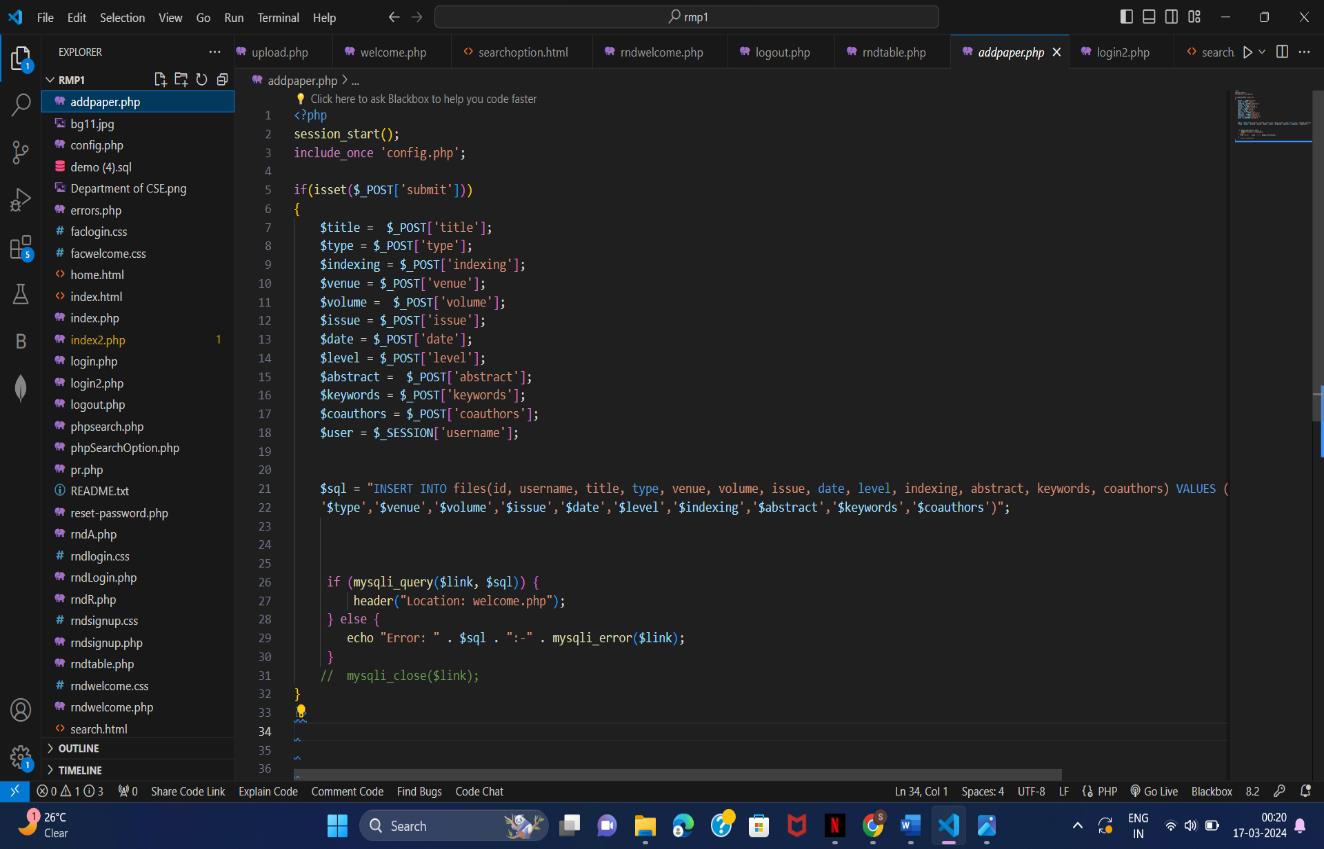 File Edit Selection View Go Run Terminal Help
rmp1
EXPLORER
upload.php welcome.php searchoption.html rndwelcome.php logout.php rndtable.php addpaper.php login2.php search
RMP1
addpaper.php > ...
addpaper.php
bg11.jpg
config.php
demo (4).sql
Department of CSE.png
errors.php
faclogin.css
facwelcome.css
home.html
index.html
index.php
index2.php 1
login.php
login2.php
logout.php
phpsearch.php
phpSearchOption.php
pr.php
README.txt
reset-password.php
rndA.php
rndlogin.css
rndLogin.php
rndR.php
rndsignup.css
rndsignup.php
rndtable.php
rndwelcome.css
rndwelcome.php
search.html
OUTLINE
TIMELINE
1
5
B
1
Click here to ask Blackbox to help you code faster
1 <?php
2 session_start();
3 include_once 'config.php';
4
5 if(isset($_POST['submit']))
6 {
7 $title =  $_POST['title'];
8 $type = $_POST['type'];
9 $indexing = $_POST['indexing'];
10 $venue = $_POST['venue'];
11 $volume =  $_POST['volume'];
12 $issue = $_POST['issue'];
13 $date = $_POST['date'];
14 $level = $_POST['level'];
15 $abstract =  $_POST['abstract'];
16 $keywords = $_POST['keywords'];
17 $coauthors = $_POST['coauthors'];
18 $user = $_SESSION['username'];
19
20
21 $sql = "INSERT INTO files(id, username, title, type, venue, volume, issue, date, level, indexing, abstract, keywords, coauthors) VALUES (
22 '$type','$venue','$volume','$issue','$date','$level','$indexing','$abstract','$keywords','$coauthors')";
23
24
25
26 if (mysqli_query($link, $sql)) {
27 header("Location: welcome.php");
28 } else {
29 echo "Error: " . $sql . ":-" . mysqli_error($link);
30 }
31 //  mysqli_close($link);
32 }
33
34
35
36
0 1 3 0 Share Code Link Explain Code Comment Code Find Bugs Code Chat Ln 34, Col 1 Spaces: 4 UTF-8 LF PHP Go Live Blackbox 8.2
1 26°C
Clear
Search
S
ENG
IN
00:20
17-03-2024